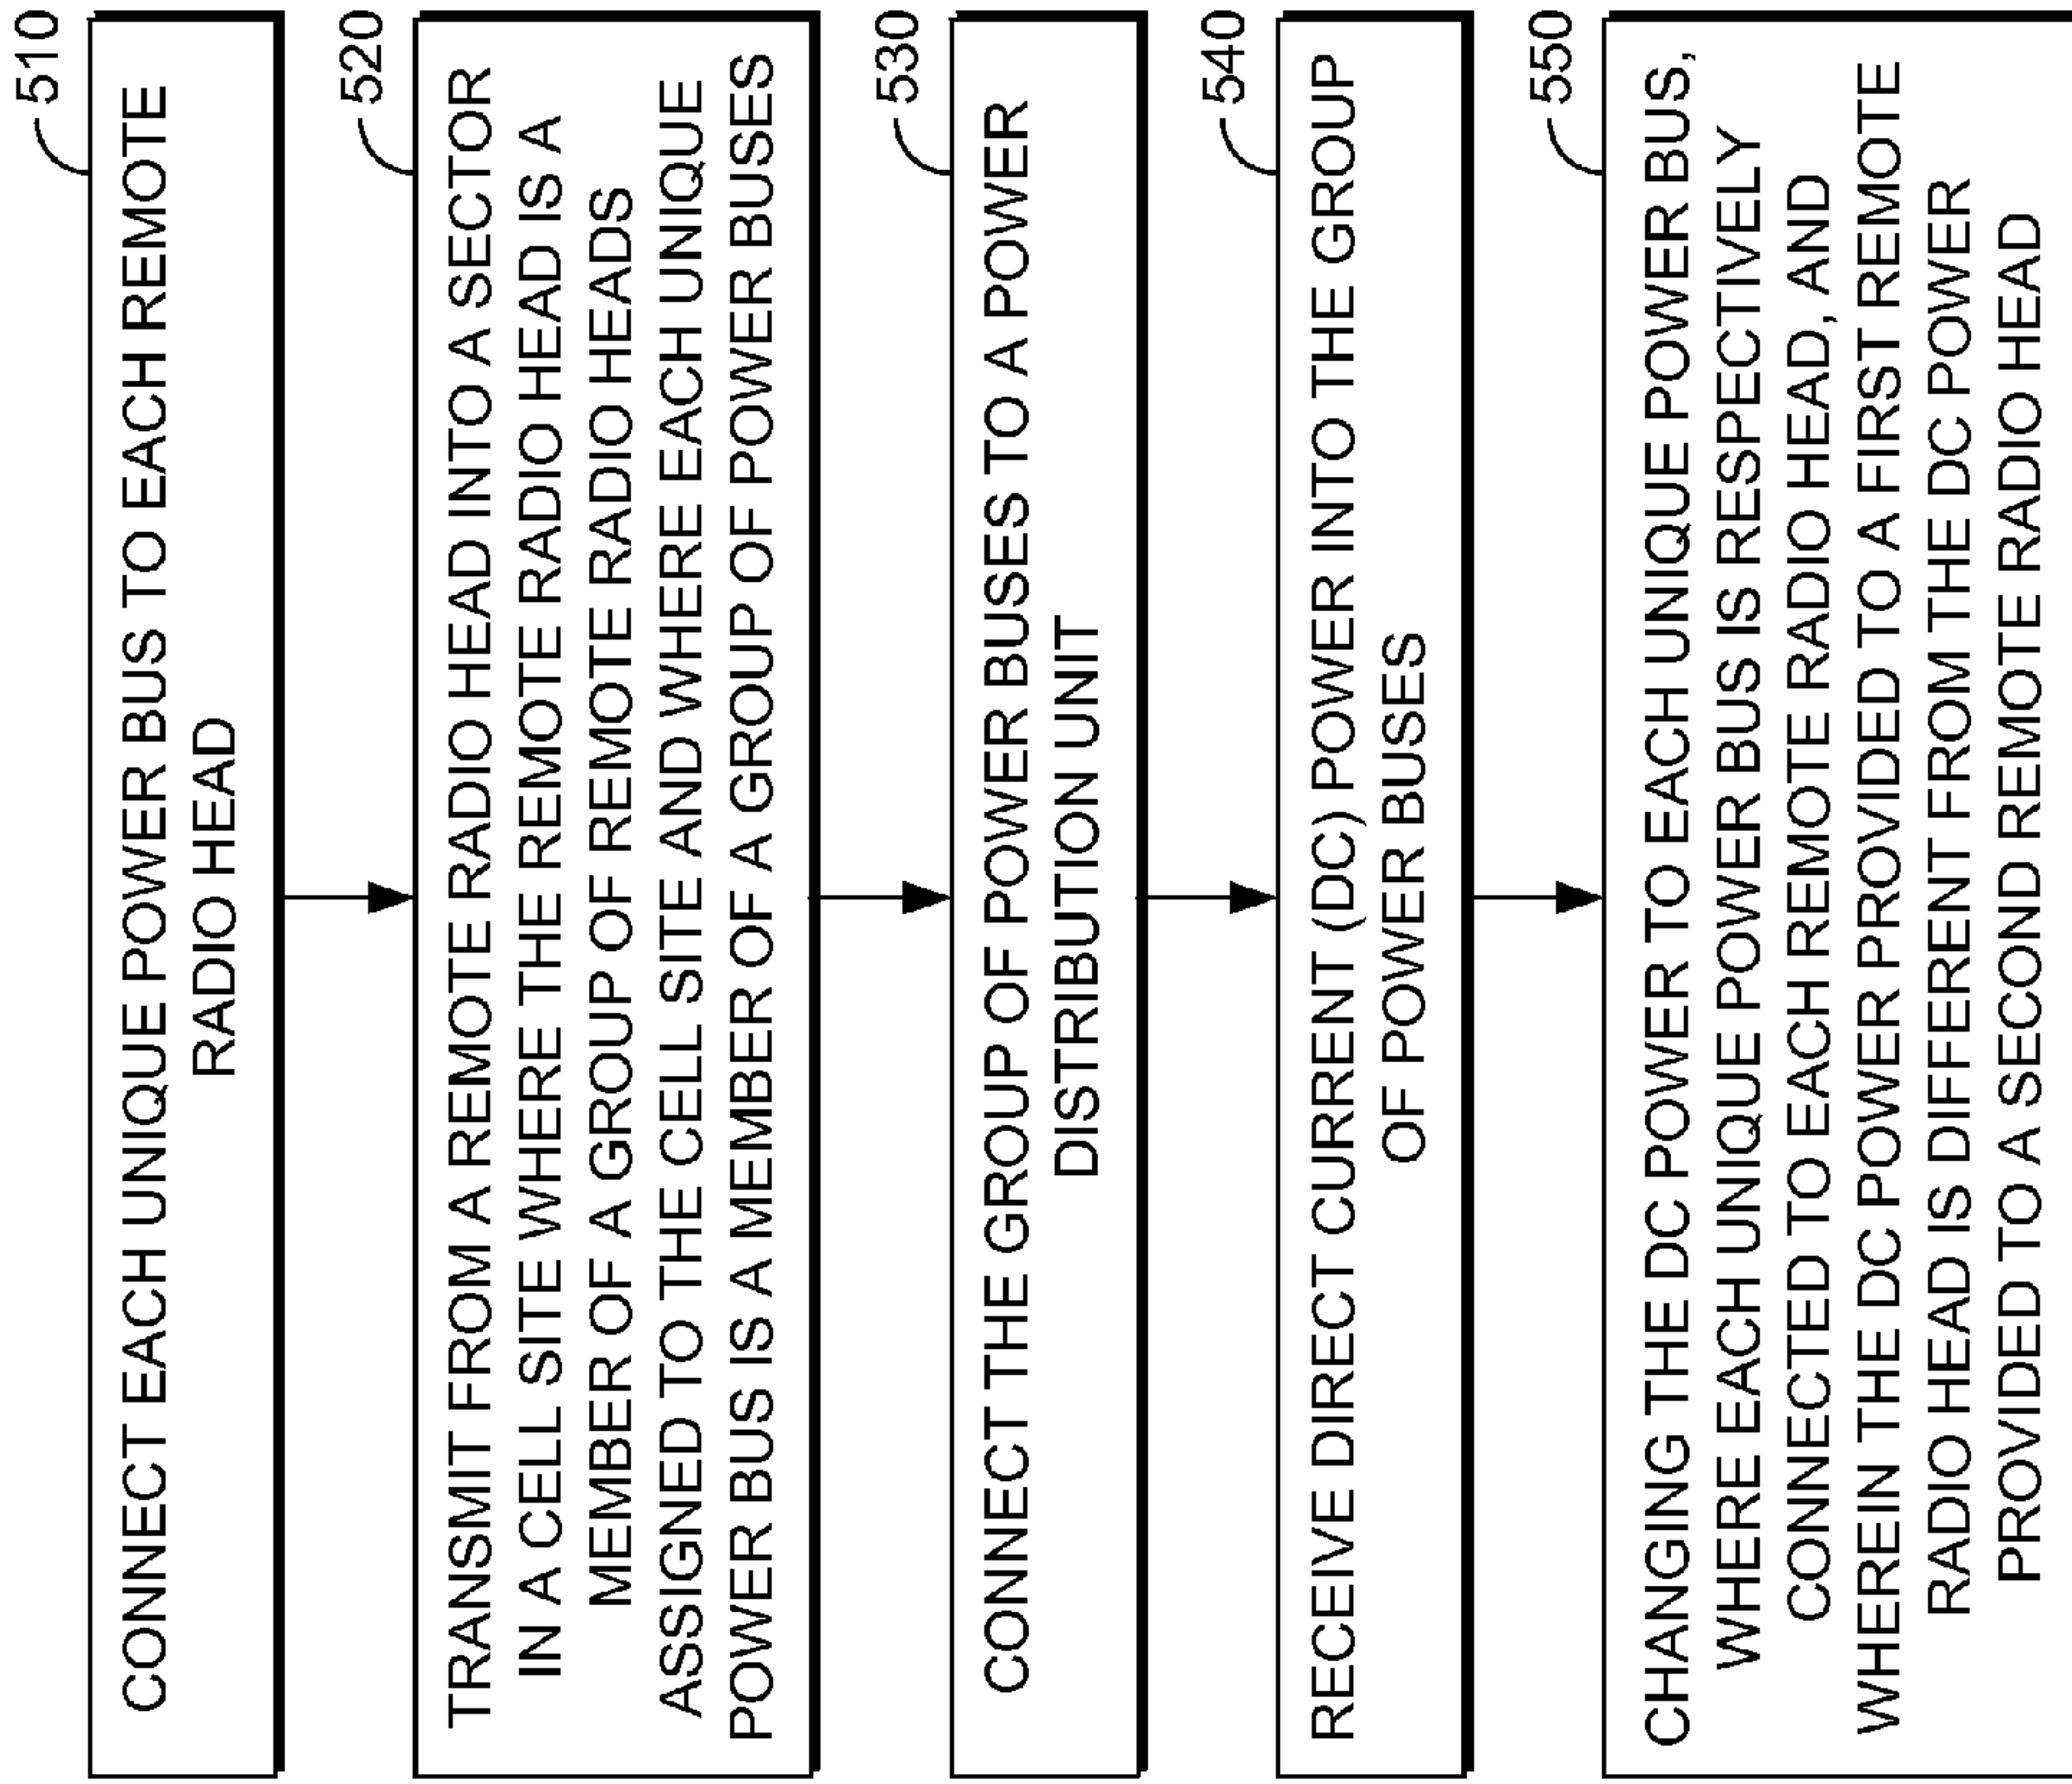 510
CONNECT EACH UNIQUE POWER BUS TO EACH REMOTE
RADIO HEAD
520
TRANSMIT FROM A REMOTE RADIO HEAD INTO A SECTOR
IN A CELL SITE WHERE THE REMOTE RADIO HEAD IS A
MEMBER OF A GROUP OF REMOTE RADIO HEADS
ASSIGNED TO THE CELL SITE AND WHERE EACH UNIQUE
POWER BUS IS A MEMBER OF A GROUP OF POWER BUSES
530
CONNECT THE GROUP OF POWER BUSES TO A POWER
DISTRIBUTION UNIT
540
RECEIVE DIRECT CURRENT (DC) POWER INTO THE GROUP
OF POWER BUSES
550
CHANGING THE DC POWER TO EACH UNIQUE POWER BUS,
WHERE EACH UNIQUE POWER BUS IS RESPECTIVELY
CONNECTED TO EACH REMOTE RADIO HEAD, AND
WHEREIN THE DC POWER PROVIDED TO A FIRST REMOTE
RADIO HEAD IS DIFFERENT FROM THE DC POWER
PROVIDED TO A SECOND REMOTE RADIO HEAD